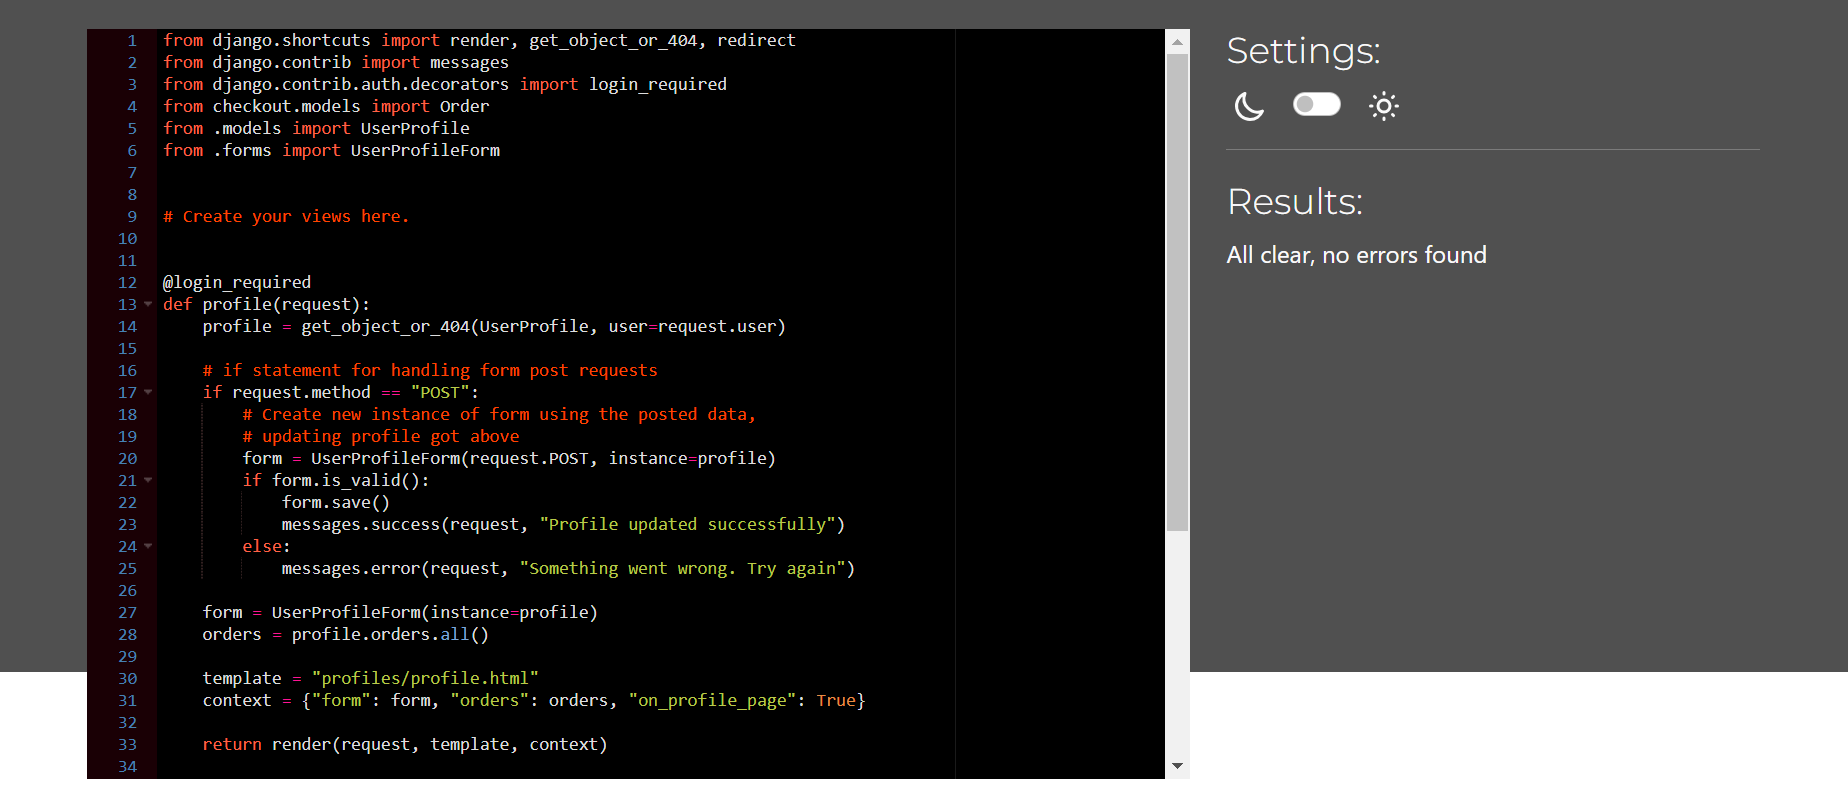 1 from django.shortcuts import render, get_object_or_404, redirect
2 from django.contrib import messages
3 from django.contrib.auth.decorators import login_required
4 from checkout.models import Order
5 from .models import UserProfile
6 from .forms import UserProfileForm
7
8
9 # Create your views here.
10
11
12 @login_required
13 def profile(request):
14     profile = get_object_or_404(UserProfile, user=request.user)
15
16     # if statement for handling form post requests
17     if request.method == "POST":
18         # Create new instance of form using the posted data,
19         # updating profile got above
20         form = UserProfileForm(request.POST, instance=profile)
21         if form.is_valid():
22             form.save()
23             messages.success(request, "Profile updated successfully")
24         else:
25             messages.error(request, "Something went wrong. Try again")
26
27     form = UserProfileForm(instance=profile)
28     orders = profile.orders.all()
29
30     template = "profiles/profile.html"
31     context = {"form": form, "orders": orders, "on_profile_page": True}
32
33     return render(request, template, context)
34
Settings:
Results:
All clear, no errors found